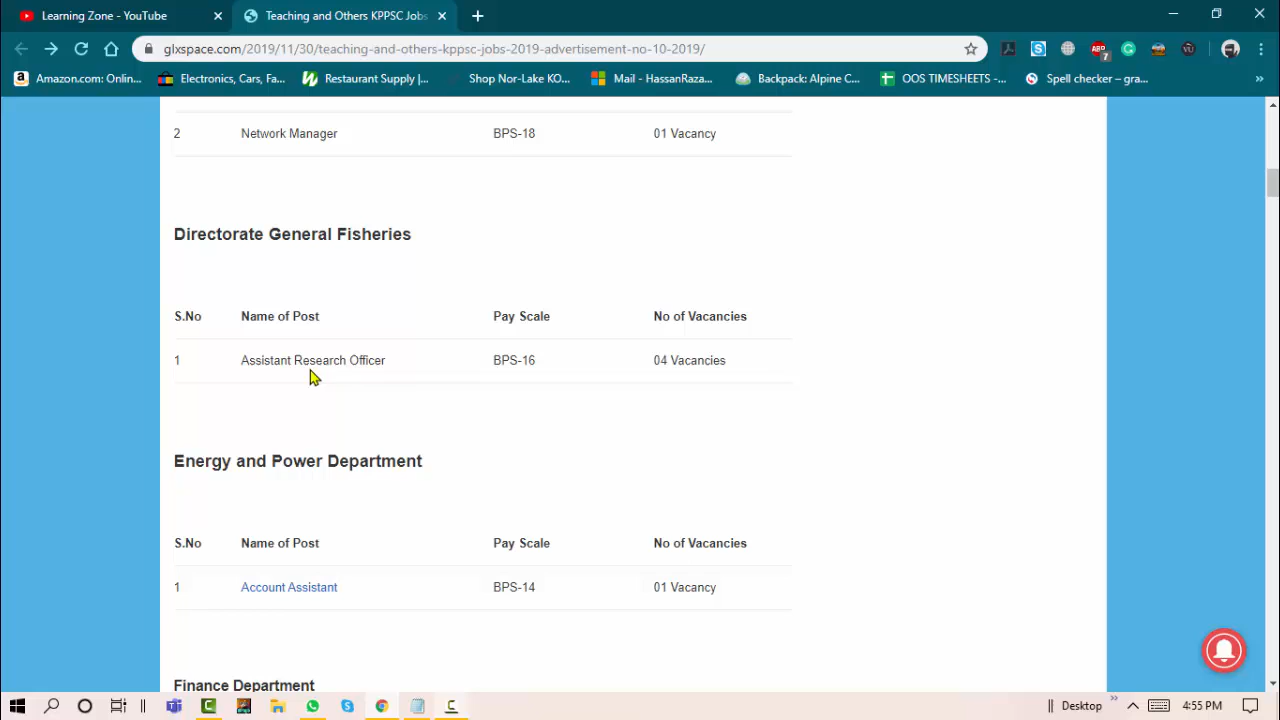 Learning Zone - YouTube
Teaching and Others KPPSC Jobs
glxspace.com/2019/11/30/teaching-and-others-kppsc-jobs-2019-advertisement-no-10-2019/
ABP
7
Amazon.com: Onlin... Electronics, Cars, Fa... Restaurant Supply |... Shop Nor-Lake KO... Mail - HassanRaza... Backpack: Alpine C... OOS TIMESHEETS -... Spell checker – gra... »
2 Network Manager BPS-18 01 Vacancy
Directorate General Fisheries
S.No Name of Post Pay Scale No of Vacancies
1 Assistant Research Officer BPS-16 04 Vacancies
Energy and Power Department
S.No Name of Post Pay Scale No of Vacancies
1 Account Assistant BPS-14 01 Vacancy
Finance Department
Desktop » 4:55 PM